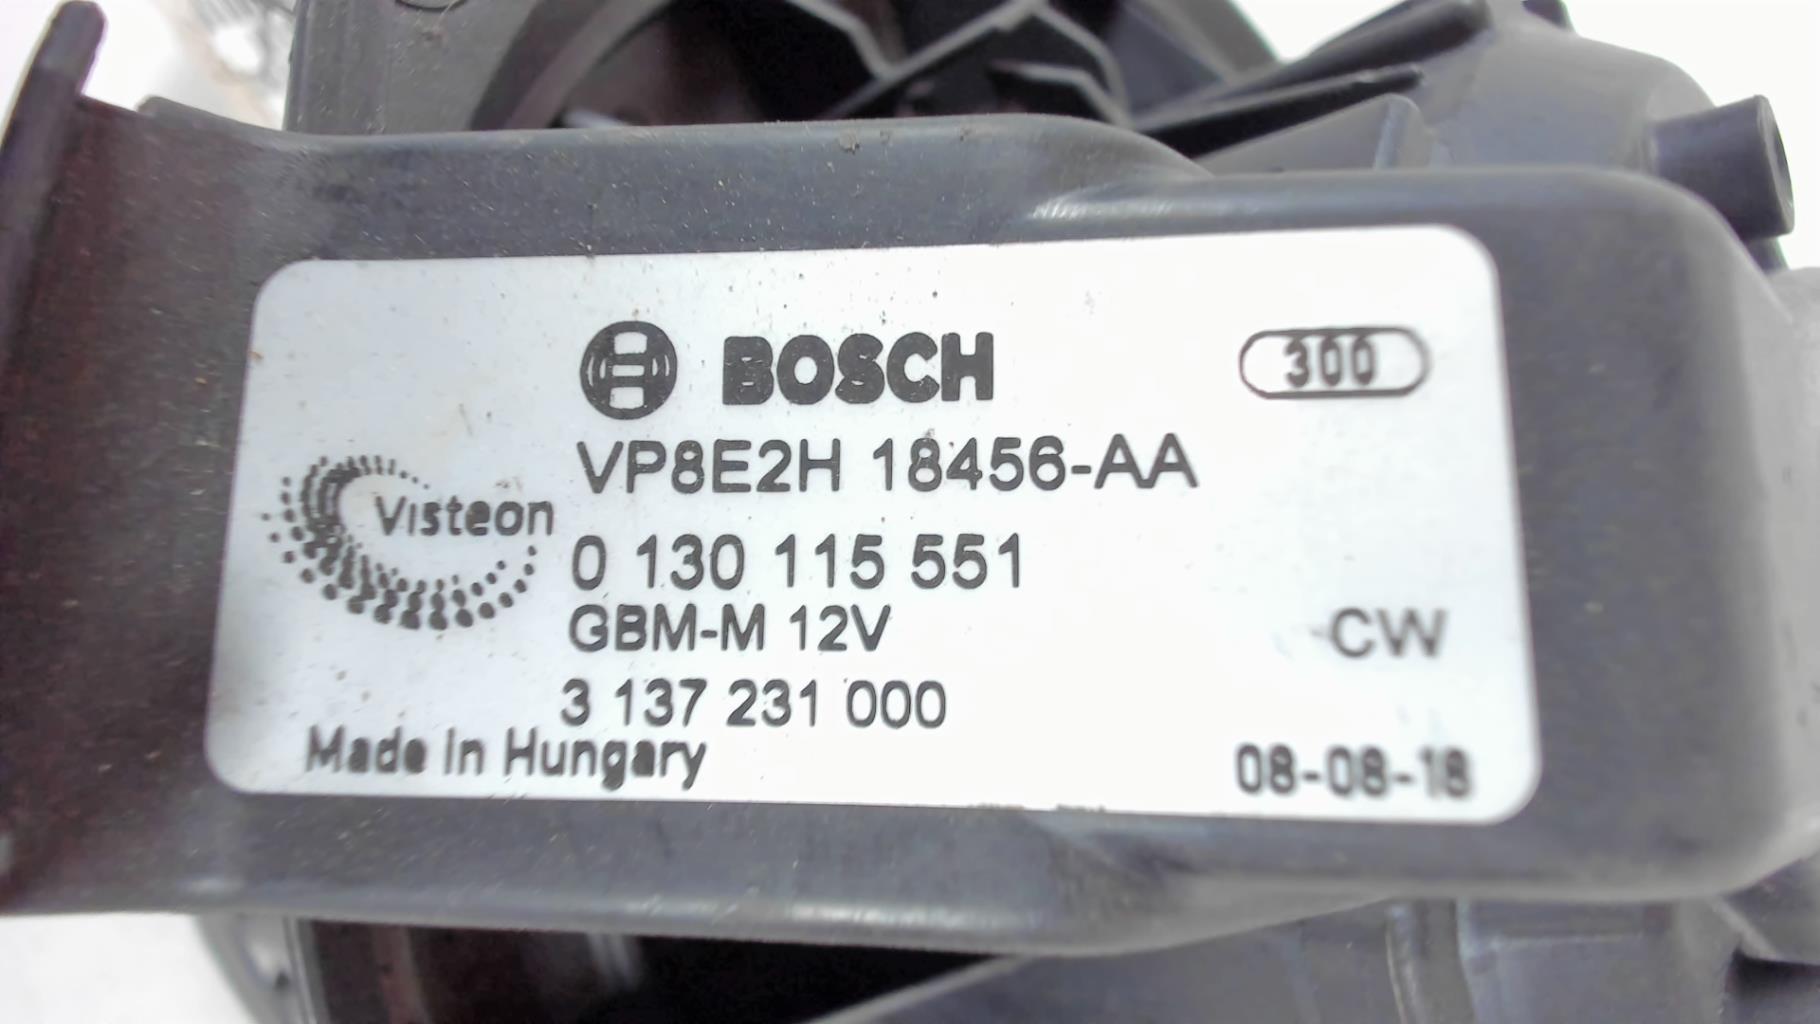 BOSCH 300
VP8E2H 18456-AA
Visteon
0 130 115 551
GBM-M 12V CW
3 137 231 000
Made in Hungary 08-08-18